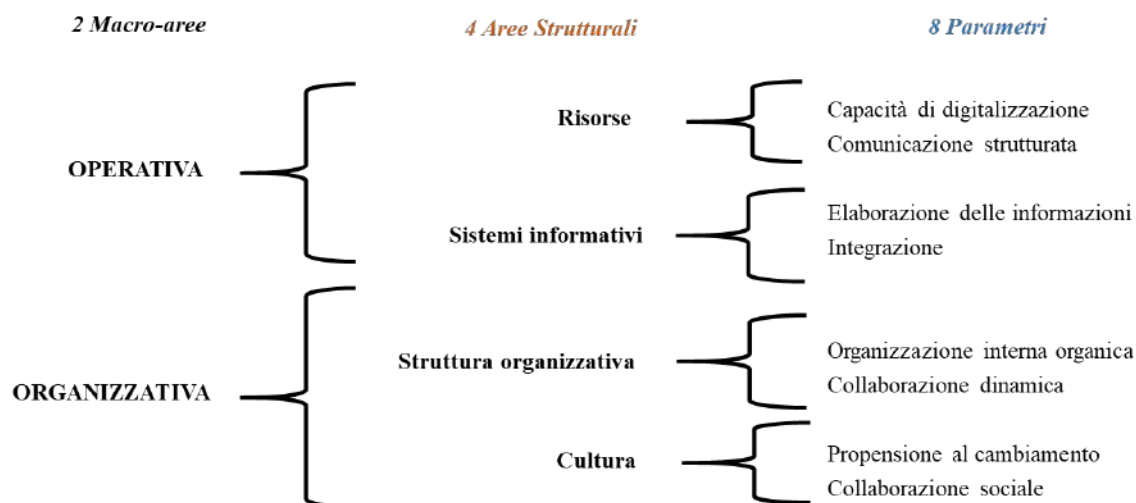 2 Macro-aree
4 Aree Strutturali
8 Parametri
OPERATIVA
Risorse
Capacità di digitalizzazione
Comunicazione strutturata
Sistemi informativi
Elaborazione delle informazioni
Integrazione
ORGANIZZATIVA
Struttura organizzativa
Organizzazione interna organica
Collaborazione dinamica
Cultura
Propensione al cambiamento
Collaborazione sociale